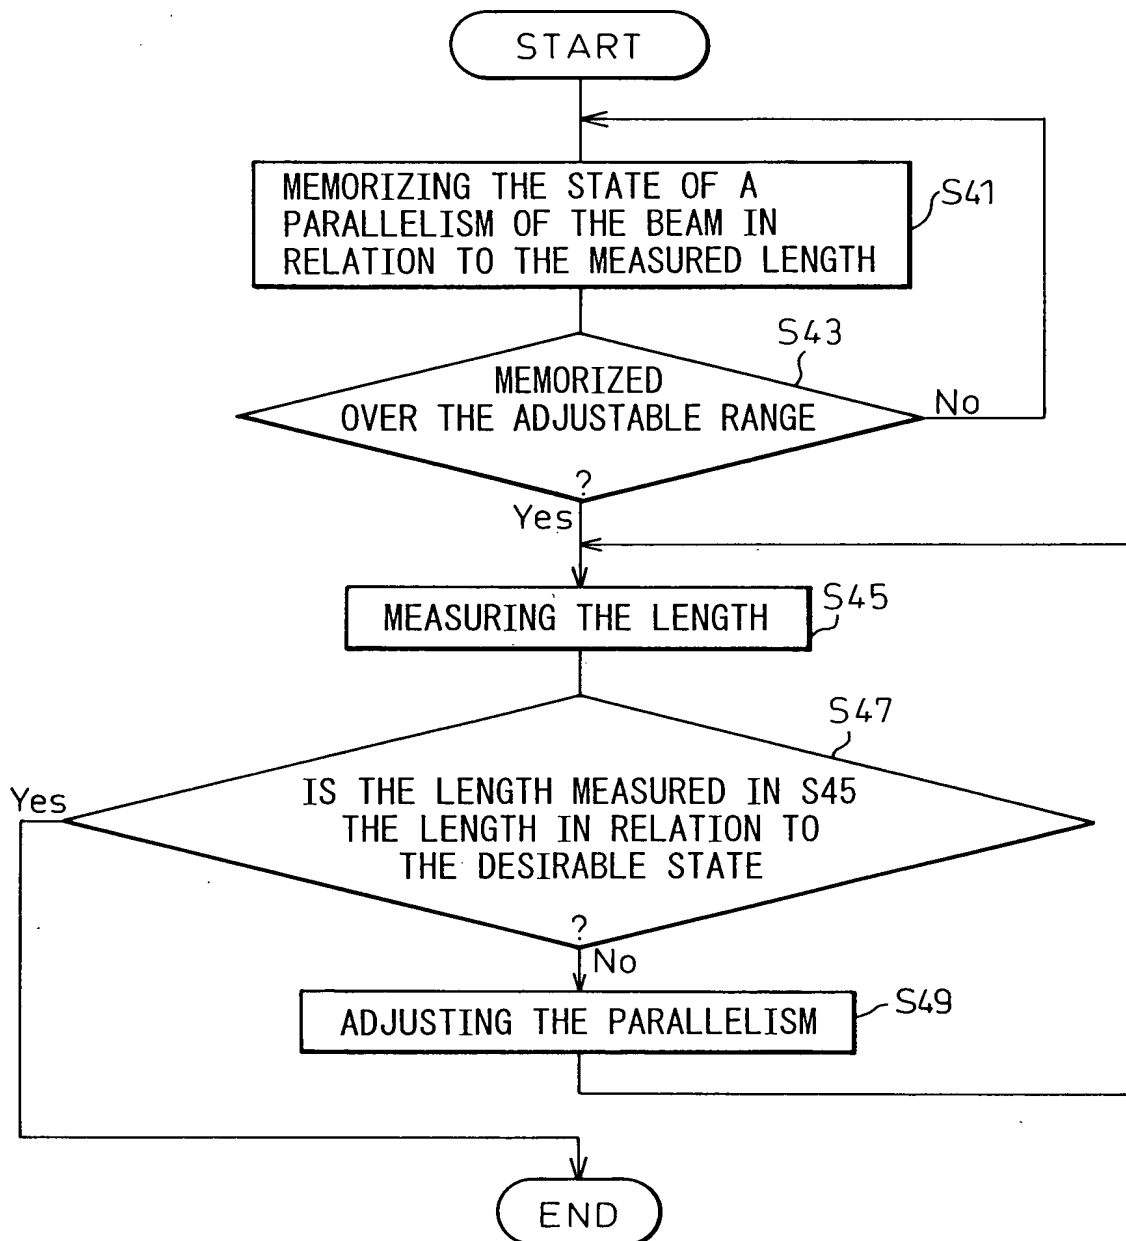 START
MEMORIZING THE STATE OF A
PARALLELISM OF THE BEAM IN
RELATION TO THE MEASURED LENGTH
S41
S43
MEMORIZED
OVER THE ADJUSTABLE RANGE
?
No
Yes
MEASURING THE LENGTH
S45
S47
Yes
IS THE LENGTH MEASURED IN S45
THE LENGTH IN RELATION TO
THE DESIRABLE STATE
?
No
ADJUSTING THE PARALLELISM
S49
END